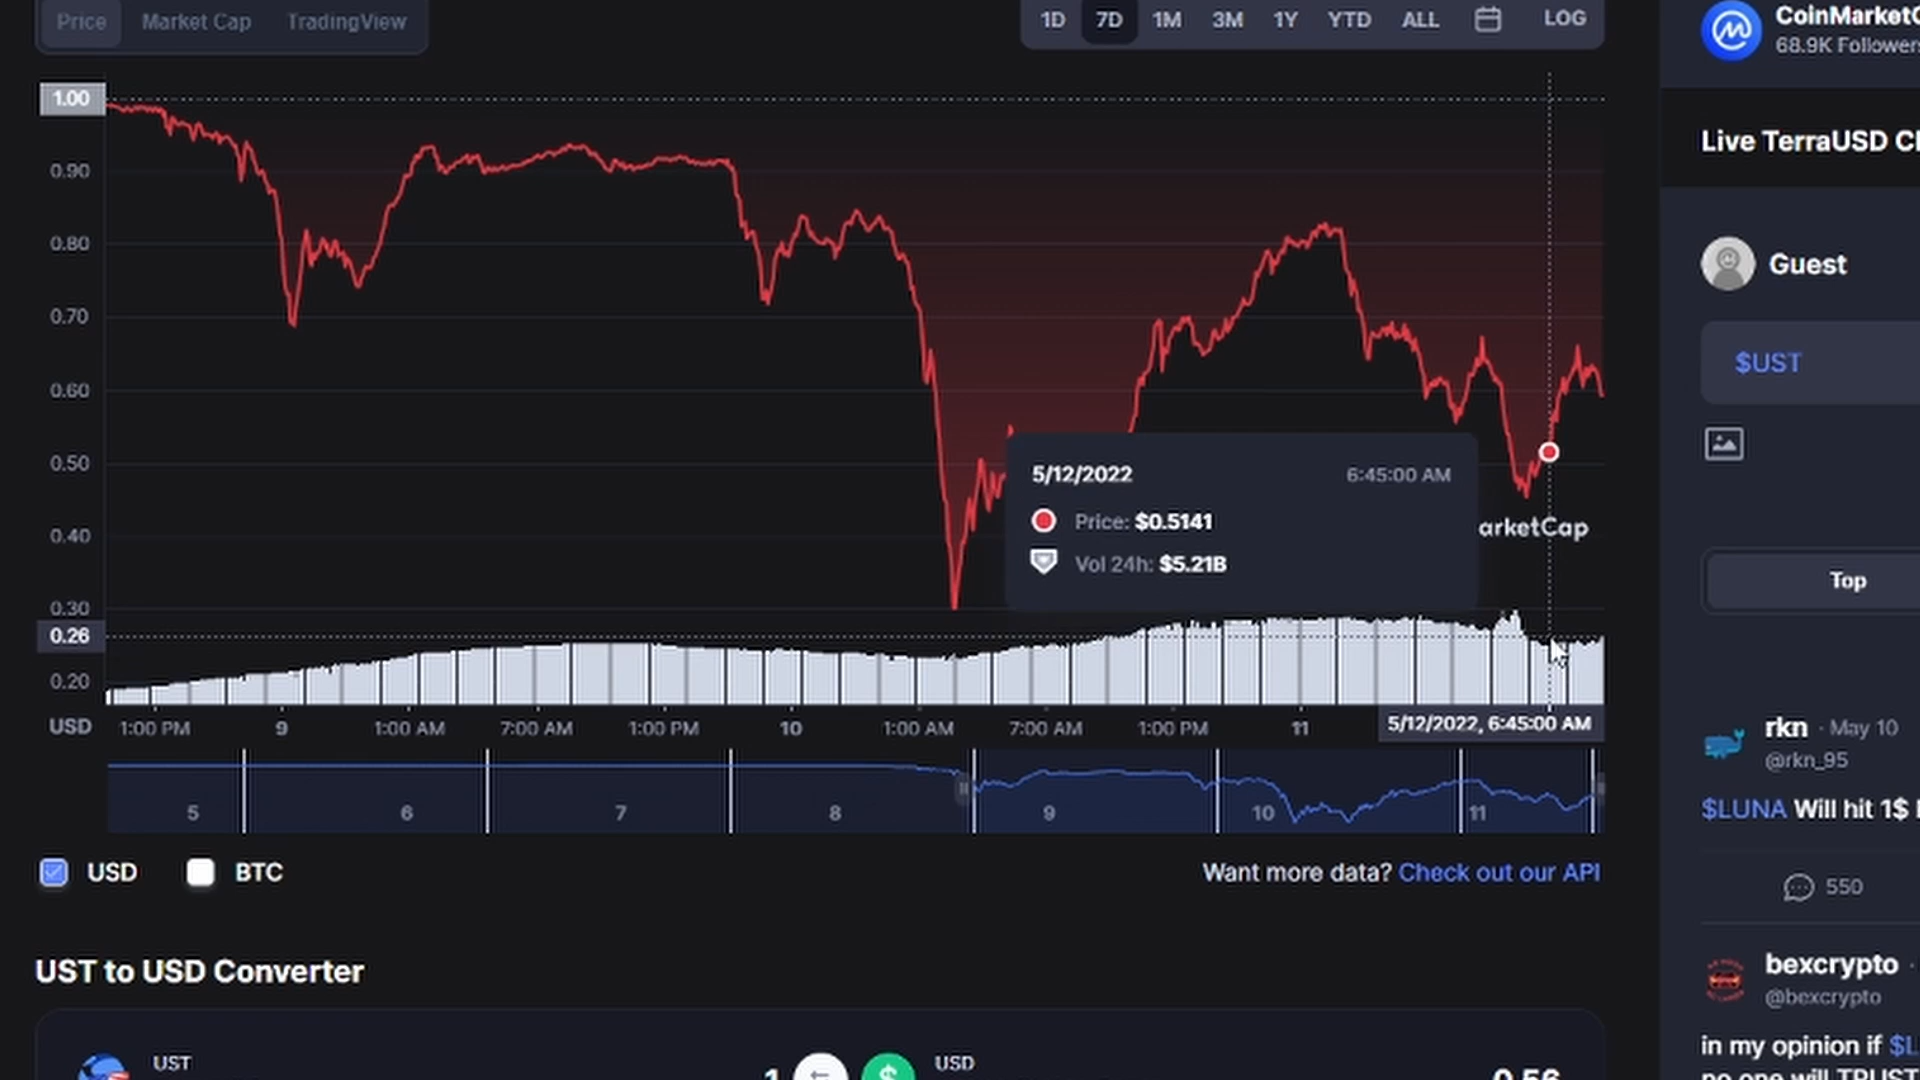 Price Market Cap TradingView
1D 7D 1M 3M 1Y YTD ALL LOG
68.9K
1.00
0.90
0.80
0.70
0.60
0.50
0.40
0.30
0.26
0.20
5/12/2022 6:45:00 AM
Price: $0.5141
Vol 24h: $5.21B
arketCap
USD 1:00 PM 9 1:00 AM 7:00 AM 1:00 PM 10 1:00 AM 7:00 AM 1:00 PM 11 5/12/2022, 6:45:00 AM
5 6 7 8 9 10 11
USD BTC
Want more data? Check out our API
UST to USD Converter
UST USD
Live TerraUSD
Guest
$UST
Top
rkn · May 10
@rkn_95
$LUNA Will hit 1$
550
bexcrypto ·
@bexcrypto
in my opinion if